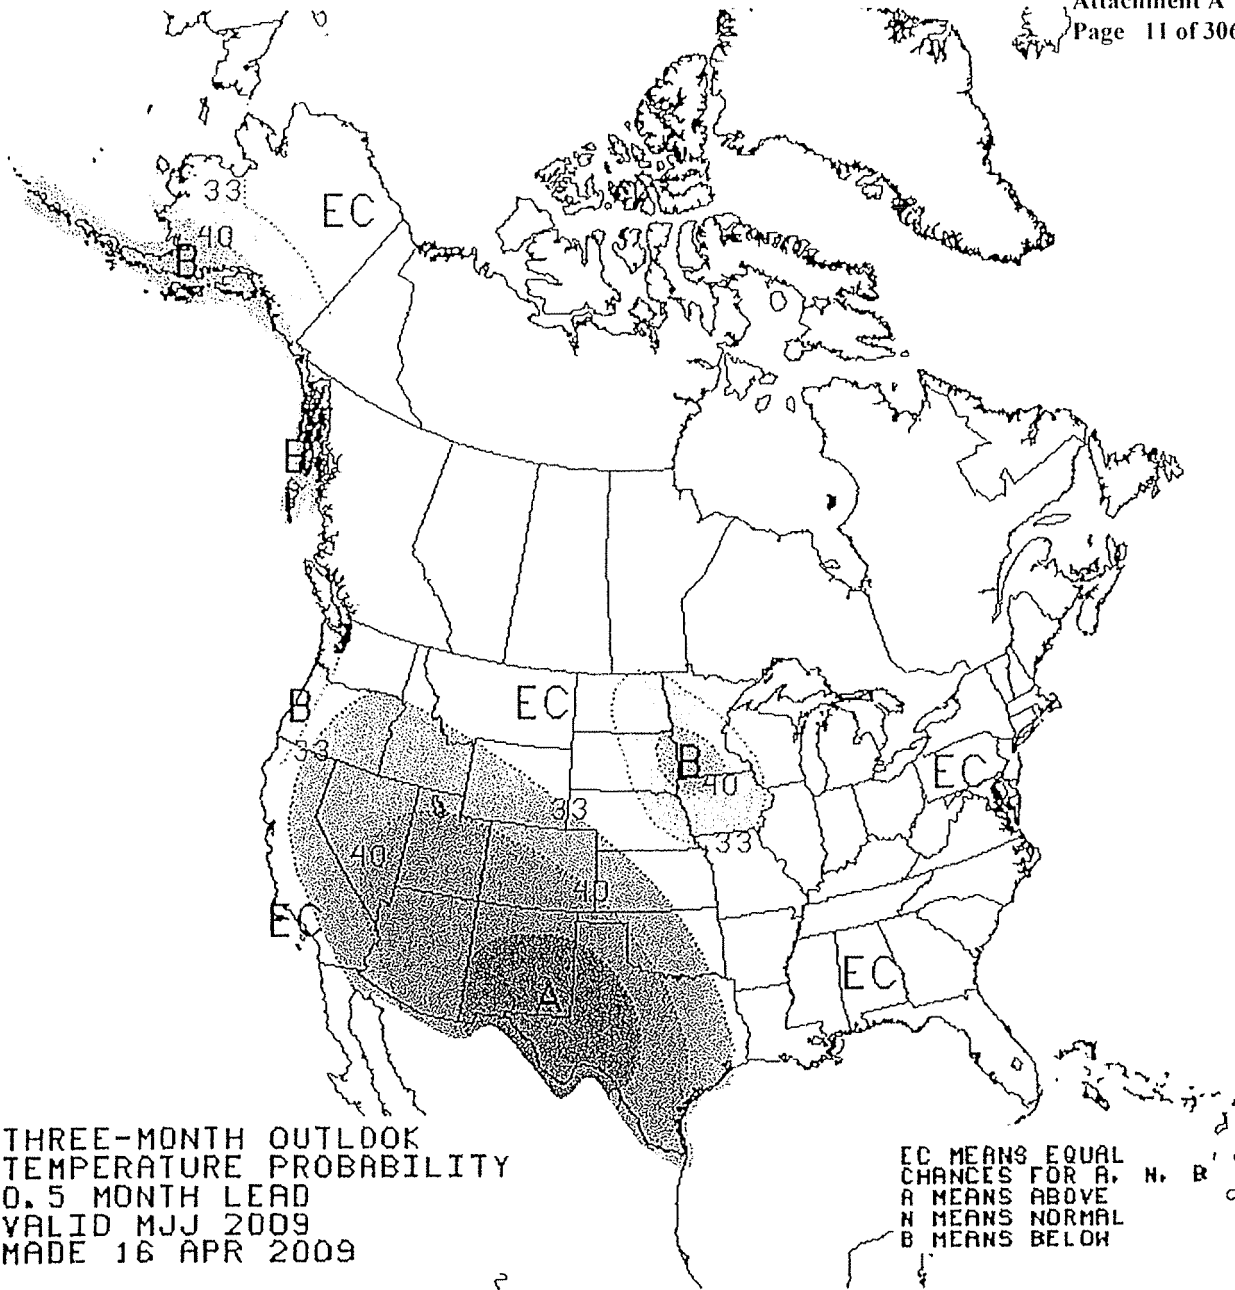 Attachment A
Page 11 of 306
33
EC
40
B
B
B
EC
33
B
40
EC
33
33
40
40
EC
A
EC
THREE-MONTH OUTLOOK
TEMPERATURE PROBABILITY
0.5 MONTH LEAD
VALID MJJ 2009
MADE 16 APR 2009
EC MEANS EQUAL
CHANCES FOR A, N, B
A MEANS ABOVE
N MEANS NORMAL
B MEANS BELOW